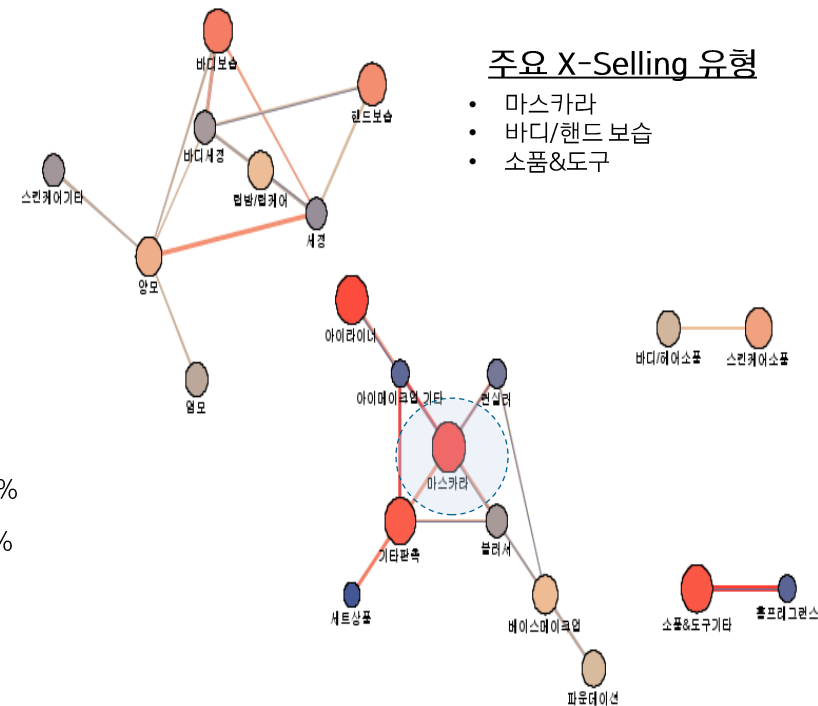 바디보습
주요 X-Selling 유형
• 마스카라
핸드보습
• 바디/핸드 보습
바디세정
• 소품&도구
스킨케어기타
립밤/립케어
세정
양모
아이라이너
바디/헤어소품
스킨케어소품
아이메이크업 기타
컨실러
염모
마스카라
%
%
기타판촉
블러셔
세트상품
베이스메이크업
소품&도구기타
홈프래그런스
파운데이션